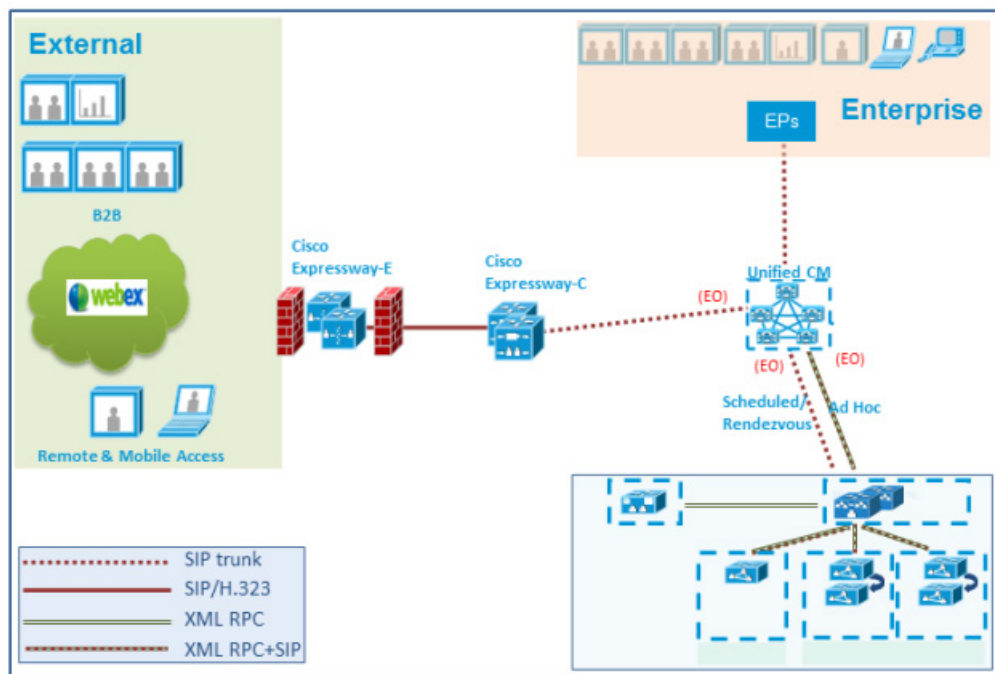 External
B2B
webex
Remote & Mobile Access
Cisco
Expressway-E
Cisco
Expressway-C
EPs
Enterprise
Unified CM
(EO)
(EO)
(EO)
Scheduled/
Rendezvous
Ad Hoc
SIP trunk
SIP/H.323
XML RPC
XML RPC+SIP